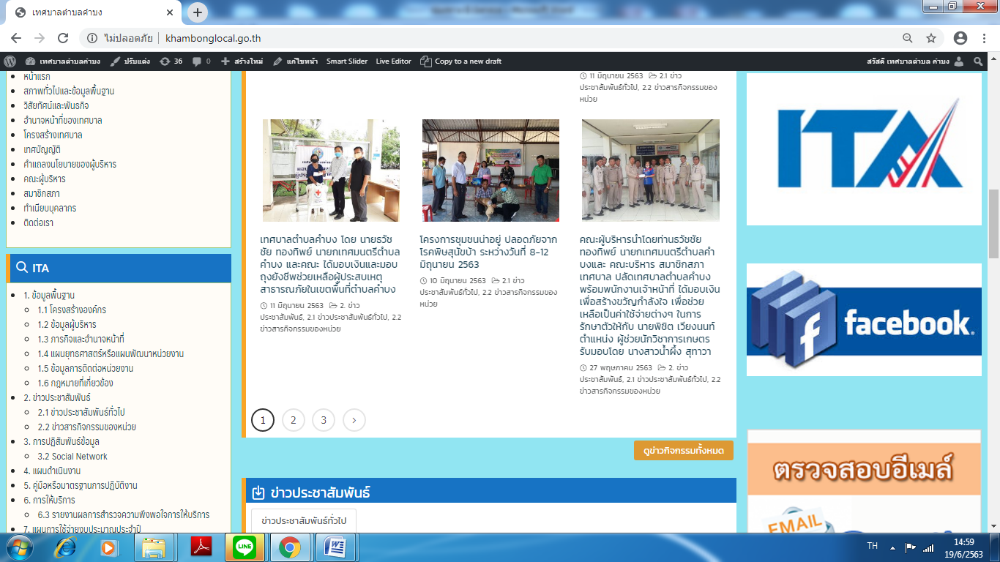 เทศบาลตำบลคำบง
ไม่ปลอดภัย
khambonglocal.go.th
เทศบาลตำบลคำบง
ปรับแต่ง
36
0
สร้างใหม่
แก้ไขหน้า
Smart Slider
Live Editor
Copy to a new draft
สวัสดี เทศบาลตำบล คำบง
หน้าแรก
สภาพทั่วไปและข้อมูลพื้นฐาน
วิสัยทัศน์และพันธกิจ
อำนาจหน้าที่ของเทศบาล
โครงสร้างเทศบาล
เทศบัญญัติ
คำแถลงนโยบายของผู้บริหาร
คณะผู้บริหาร
สมาชิกสภา
ทำเนียบบุคลากร
ติดต่อเรา
ITA
1. ข้อมูลพื้นฐาน
1.1 โครงสร้างองค์กร
1.2 ข้อมูลผู้บริหาร
1.3 ภารกิจและอำนาจหน้าที่
1.4 แผนยุทธศาสตร์หรือแผนพัฒนาหน่วยงาน
1.5 ข้อมูลการติดต่อหน่วยงาน
1.6 กฎหมายที่เกี่ยวข้อง
2. ข่าวประชาสัมพันธ์
2.1 ข่าวประชาสัมพันธ์ทั่วไป
2.2 ข่าวสารกิจกรรมของหน่วย
3. การปฏิสัมพันธ์ข้อมูล
3.2 Social Network
4. แผนดำเนินงาน
5. คู่มือหรือมาตรฐานการปฏิบัติงาน
6. การให้บริการ
6.3 รายงานผลการสำรวจความพึงพอใจการให้บริการ
7. แผนการใช้จ่ายงบประมาณประจำปี
11 มิถุนายน 2563 2.1 ข่าว
ประชาสัมพันธ์ทั่วไป, 2.2 ข่าวสารกิจกรรมของ
หน่วย
เทศบาลตำบลคำบง โดย นายธวัช
ชัย ทองทิพย์ นายกเทศมนตรีตำบล
คำบง และคณะ ได้มอบเงินและมอบ
ถุงยังชีพช่วยเหลือผู้ประสบเหตุ
สาธารณภัยในเขตพื้นที่ตำบลคำบง
11 มิถุนายน 2563 2. ข่าว
ประชาสัมพันธ์, 2.1 ข่าวประชาสัมพันธ์ทั่วไป, 2.2
ข่าวสารกิจกรรมของหน่วย
โครงการชุมชนน่าอยู่ ปลอดภัยจาก
โรคพิษสุนัขบ้า ระหว่างวันที่ 8-12
มิถุนายน 2563
10 มิถุนายน 2563 2.1 ข่าว
ประชาสัมพันธ์ทั่วไป, 2.2 ข่าวสารกิจกรรมของ
หน่วย
คณะผู้บริหารนำโดยท่านธวัชชัย
ทองทิพย์ นายกเทศมนตรีตำบลคำ
บงและ คณะบริหาร สมาชิกสภา
เทศบาล ปลัดเทศบาลตำบลคำบง
พร้อมพนักงานเจ้าหน้าที่ ได้มอบเงิน
เพื่อสร้างขวัญกำลังใจ เพื่อช่วย
เหลือเป็นค่าใช้จ่ายต่างๆ ในการ
รักษาตัวให้กับ นายพิชิต เวียงนนท์
ตำแหน่ง ผู้ช่วยนักวิชาการเกษตร
รับมอบโดย นางสาวน้ำผึ้ง สุทาวา
27 พฤษภาคม 2563 2. ข่าว
ประชาสัมพันธ์, 2.1 ข่าวประชาสัมพันธ์ทั่วไป, 2.2
ข่าวสารกิจกรรมของหน่วย
1 2 3 >
ดูข่าวกิจกรรมทั้งหมด
ข่าวประชาสัมพันธ์
ข่าวประชาสัมพันธ์ทั่วไป
ITA
facebook.
ตรวจสอบอีเมล์
EMAIL
LINE
TH
14:59
19/6/2563